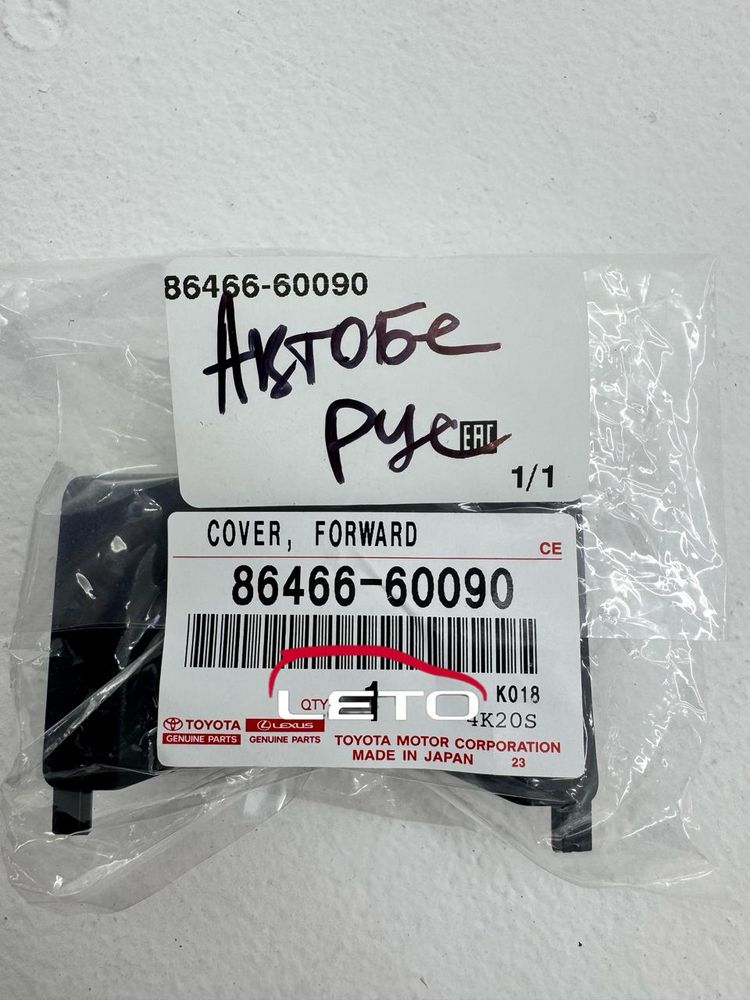 86466-60090
Актобе
Рус
EAC
1/1
COVER, FORWARD
CE
86466-60090
LETO
QTY 1
K018
4K20S
TOYOTA
GENUINE PARTS
LEXUS
GENUINE PARTS
TOYOTA MOTOR CORPORATION
MADE IN JAPAN 23